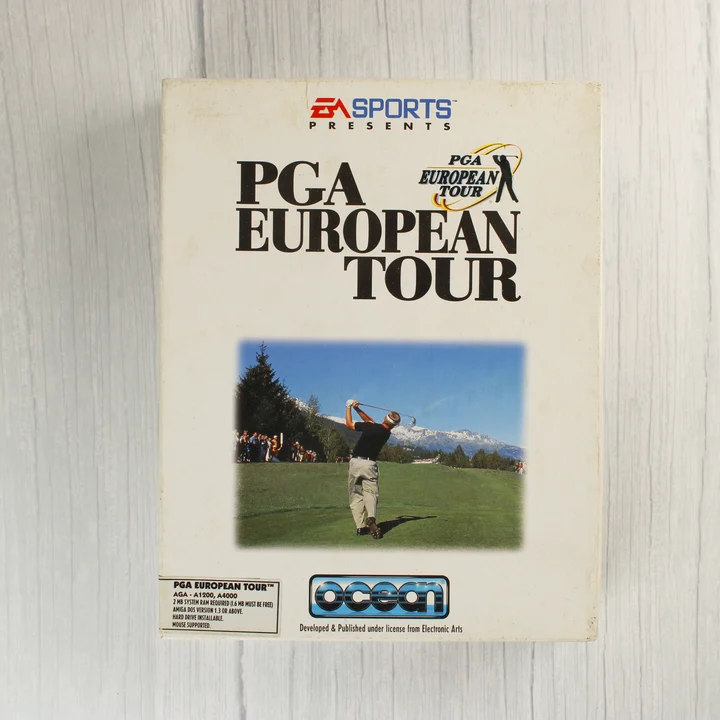 EA SPORTS™
PRESENTS
PGA
EUROPEAN
TOUR
PGA
EUROPEAN
TOUR
PGA EUROPEAN TOUR™
AGA - A1200, A4000
2 MB SYSTEM RAM REQUIRED (1.6 MB MUST BE FREE)
AMIGA DOS VERSION 1.3 OR ABOVE.
HARD DRIVE INSTALLABLE.
MOUSE SUPPORTED.
ocean
Developed & Published under license from Electronic Arts